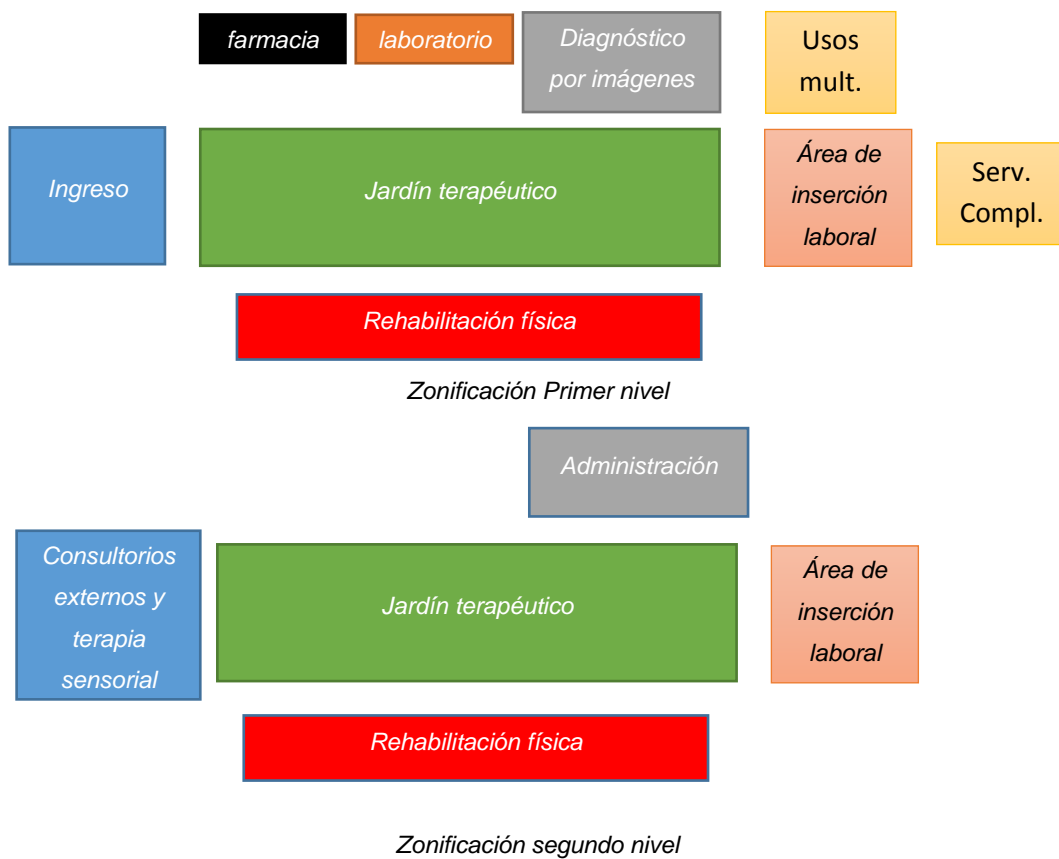 farmacia
laboratorio
Diagnóstico
por imágenes
Usos
mult.
Ingreso
Jardín terapéutico
Área de
inserción
laboral
Serv.
Compl.
Rehabilitación física
Zonificación Primer nivel
Administración
Consultorios
externos y
terapia
sensorial
Jardín terapéutico
Área de
inserción
laboral
Rehabilitación física
Zonificación segundo nivel